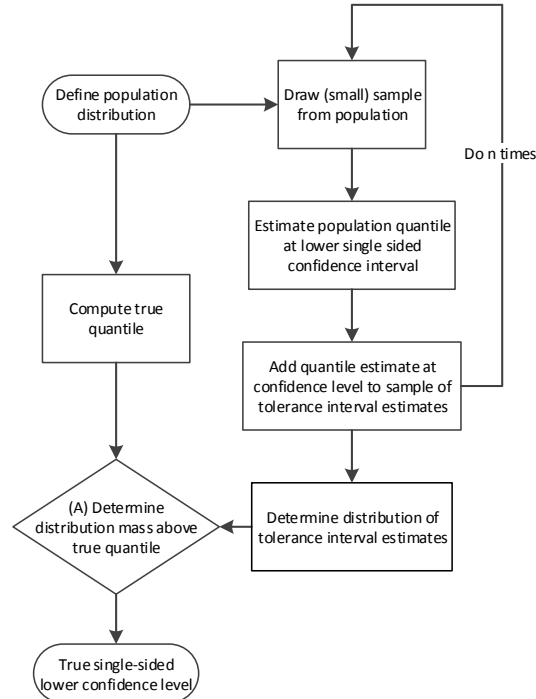 Define population
distribution
Draw (small) sample
from population
Do n times
Estimate population quantile
at lower single sided
confidence interval
Compute true
quantile
Add quantile estimate at
confidence level to sample of
tolerance interval estimates
(A) Determine
distribution mass above
true quantile
Determine distribution of
tolerance interval estimates
True single-sided
lower confidence level